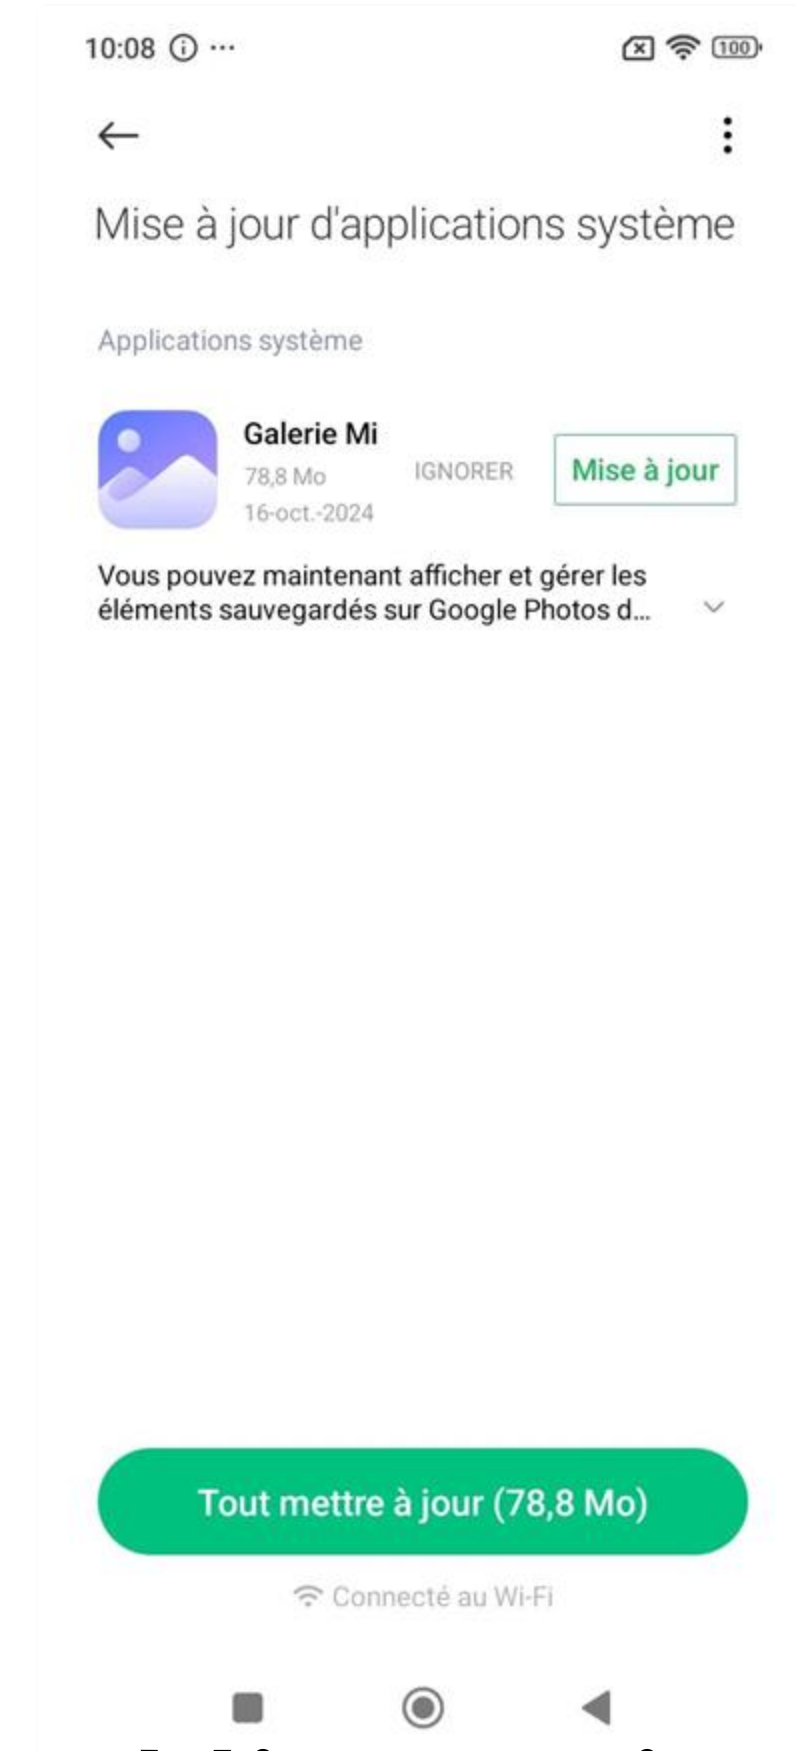 10:08
100
Mise à jour d'applications système
Applications système
Galerie Mi
78,8 Mo
16-oct.-2024
IGNORER
Mise à jour
Vous pouvez maintenant afficher et gérer les
éléments sauvegardés sur Google Photos d...
Tout mettre à jour (78,8 Mo)
Connecté au Wi-Fi